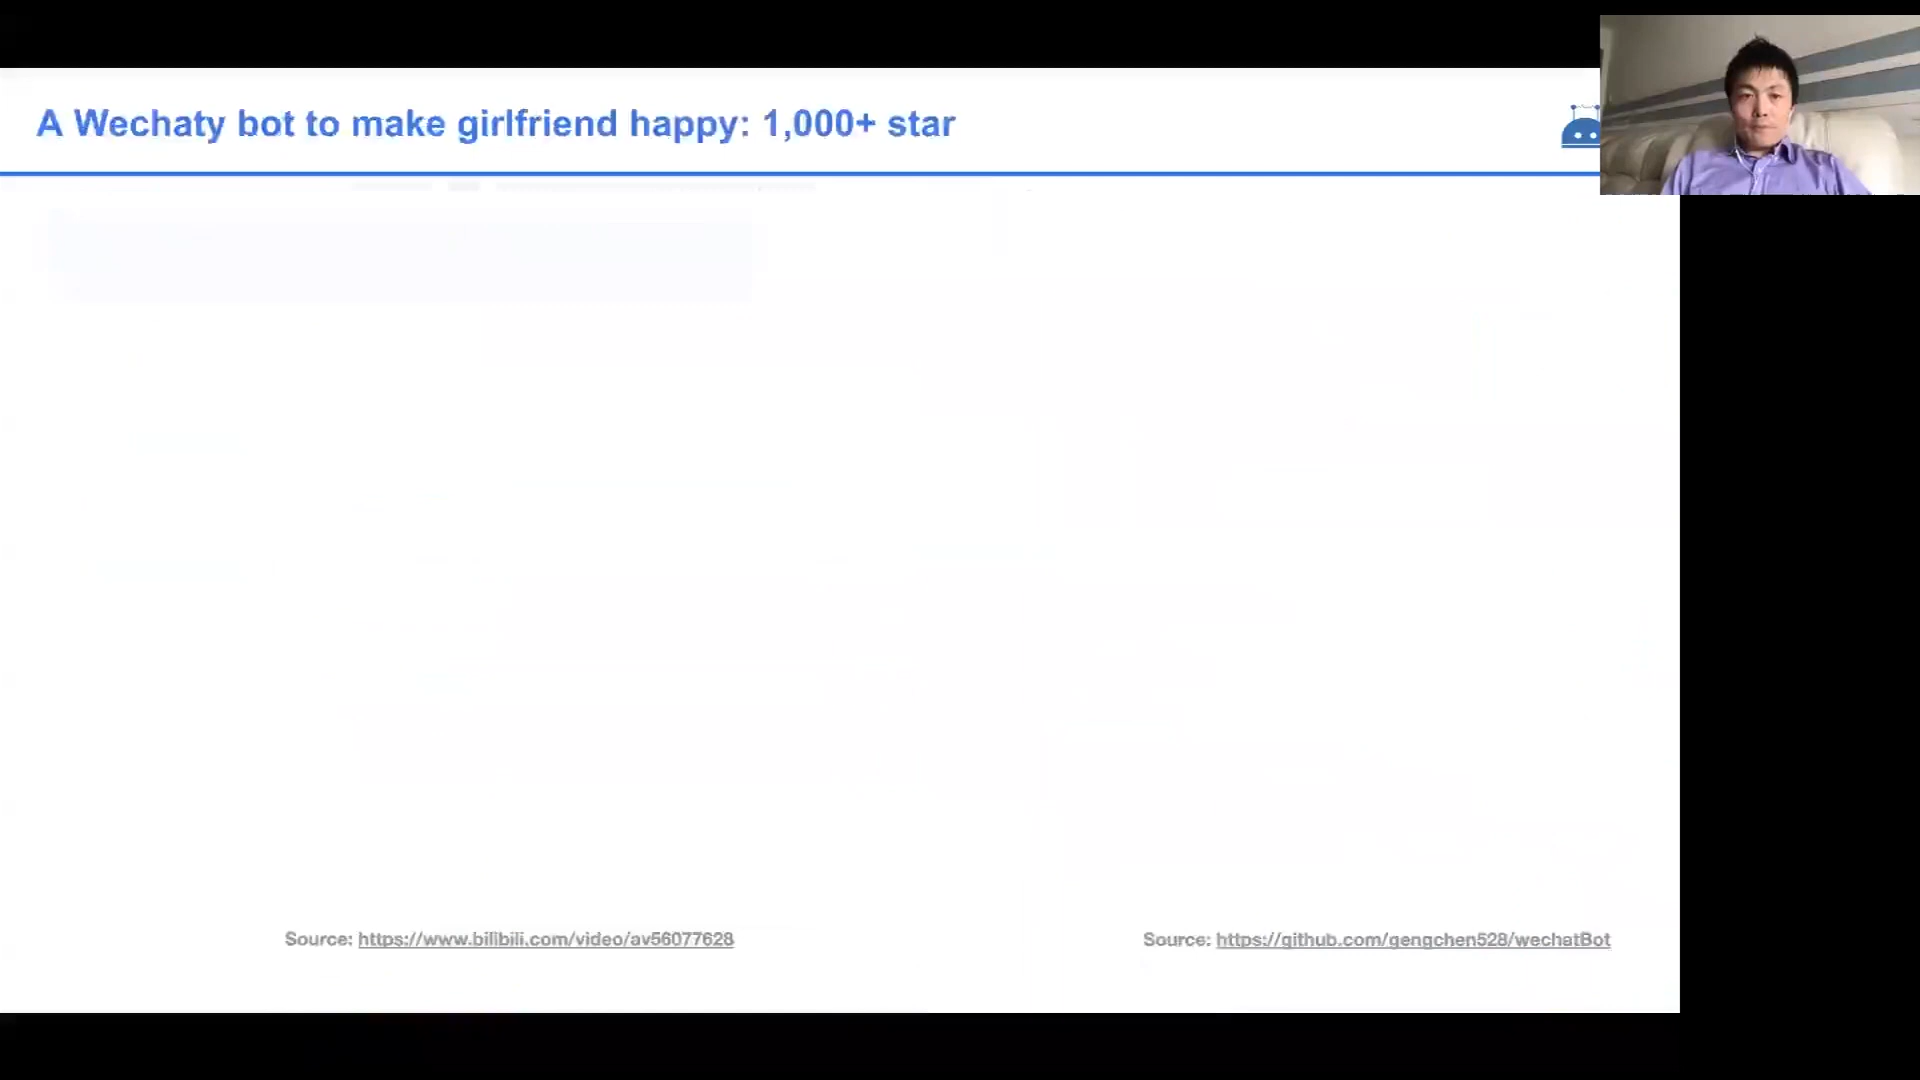 A Wechaty bot to make girlfriend happy: 1,000+ star
Source: https://www.bilibili.com/video/av56077628
Source: https://github.com/gengchen528/wechatBot